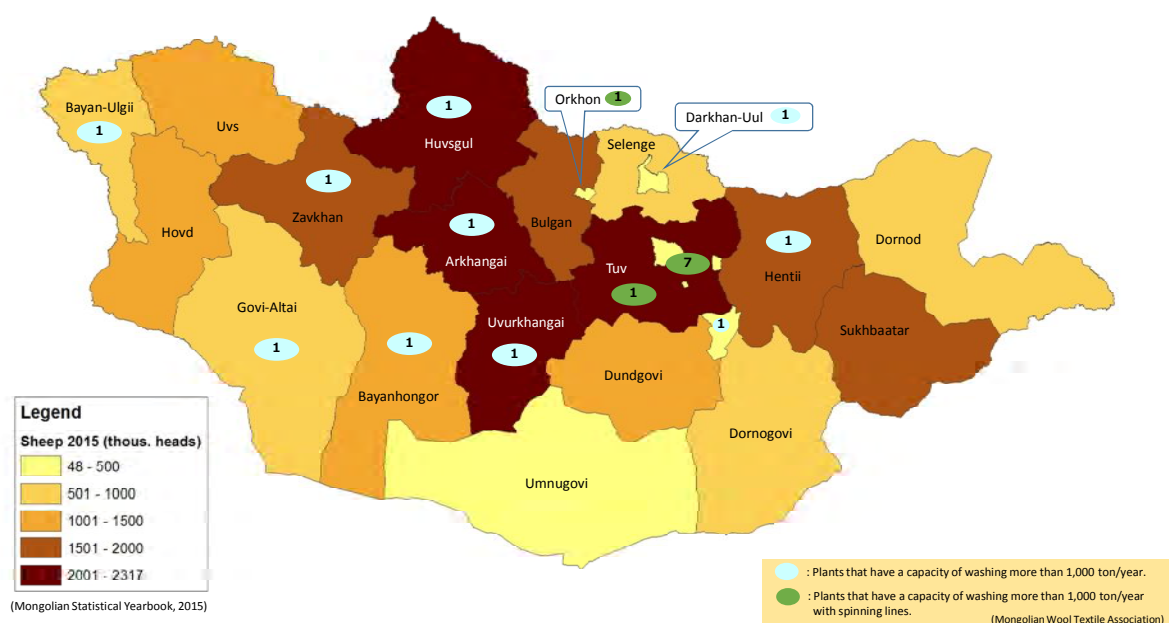 Bayan-Ulgii
1
Uvs
Hovd
1
Zavkhan
Govi-Altai
1
1
Huvsgul
1
Arkhangai
Uvurkhangai
1
1
Bayanhongor
Orkhon 1
Darkhan-Uul 1
Selenge
Bulgan
Tuv
7
1
1
1
Hentii
Dornod
Sukhbaatar
Dundgovi
Dornogovi
Umnugovi
Legend
Sheep 2015 (thous. heads)
48 - 500
501 - 1000
1001 - 1500
1501 - 2000
2001 - 2317
(Mongolian Statistical Yearbook, 2015)
: Plants that have a capacity of washing more than 1,000 ton/year.
: Plants that have a capacity of washing more than 1,000 ton/year
with spinning lines.
(Mongolian Wool Textile Association)